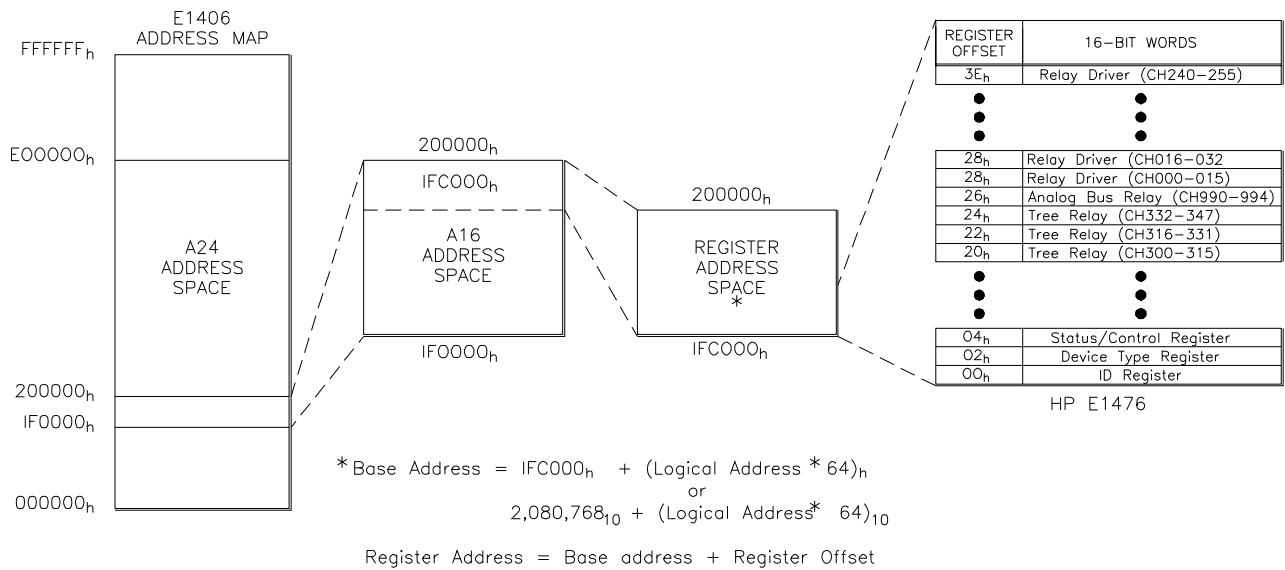 E1406
ADDRESS MAP
FFFFFFh
E00000h
A24
ADDRESS
SPACE
200000h
IF0000h
000000h
200000h
IFC000h
A16
ADDRESS
SPACE
IF0000h
200000h
REGISTER
ADDRESS
SPACE
*
IFC000h
REGISTER OFFSET 16-BIT WORDS
3Eh Relay Driver (CH240-255)
28h Relay Driver (CH016-032
28h Relay Driver (CH000-015)
26h Analog Bus Relay (CH990-994)
24h Tree Relay (CH332-347)
22h Tree Relay (CH316-331)
20h Tree Relay (CH300-315)
04h Status/Control Register
02h Device Type Register
00h ID Register
HP E1476
*Base Address = IFC000h + (Logical Address * 64)h
or
2,080,76810 + (Logical Address* 64)10
Register Address = Base address + Register Offset